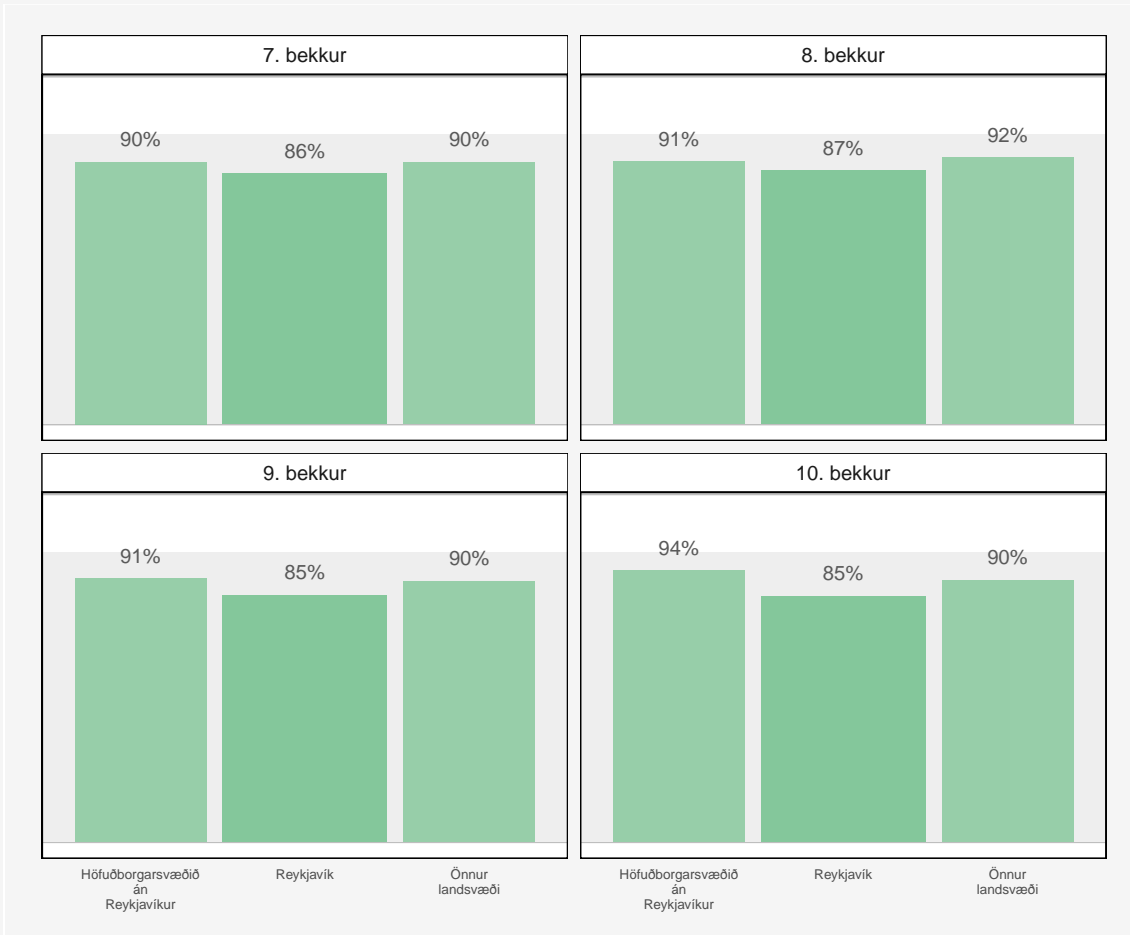 7. bekkur
90%
86%
90%
8. bekkur
91%
87%
92%
9. bekkur
91%
85%
90%
10. bekkur
94%
85%
90%
Höfuðborgarsvæðið
án
Reykjavíkur
Reykjavík
Önnur
landsvæði
Höfuðborgarsvæðið
án
Reykjavíkur
Reykjavík
Önnur
landsvæði